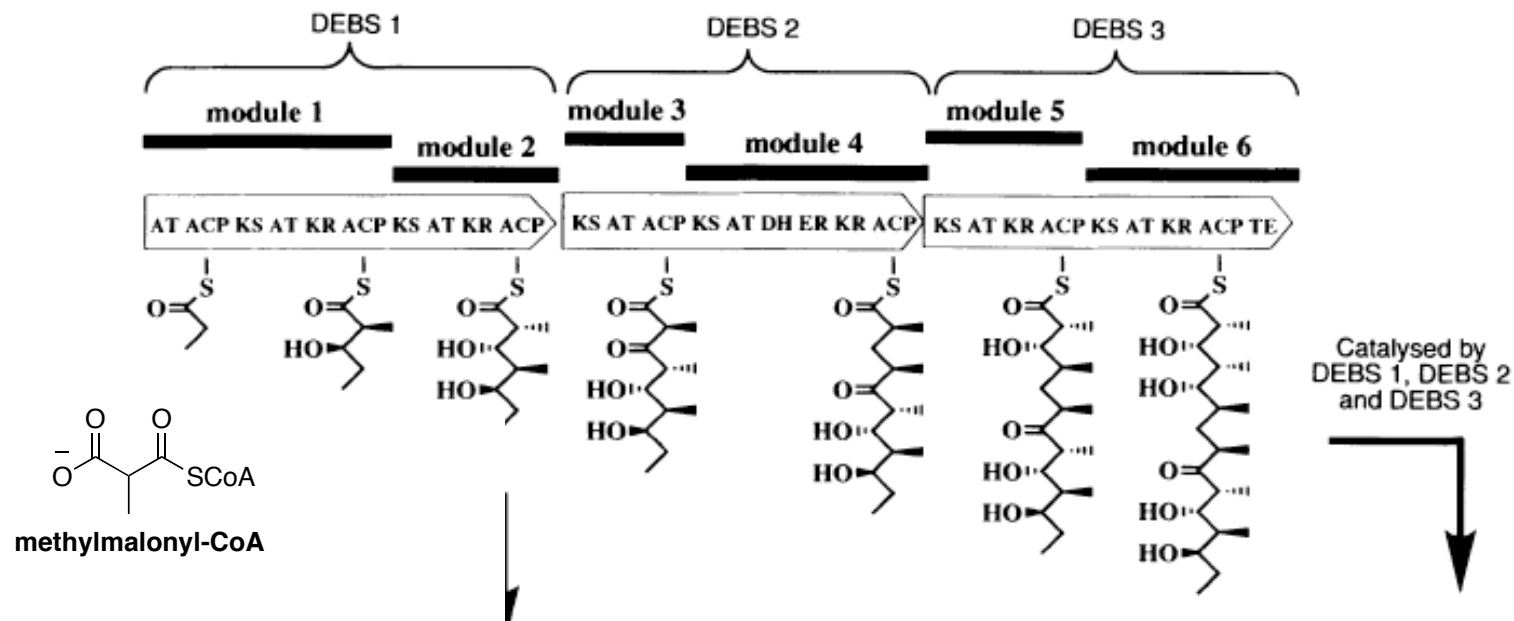 DEBS 1 DEBS 2 DEBS 3
module 1 module 3 module 5
module 2 module 4 module 6
AT ACP KS AT KR ACP KS AT KR ACP KS AT ACP KS AT DH ER KR ACP KS AT KR ACP KS AT KR ACP TE
S S S S S S S
O O O O O O O
HO HO O HO HO
HO HO O HO
HO O HO
HO O
HO HO
HO HO
HO
Catalysed by
DEBS 1, DEBS 2
and DEBS 3
O O
−
O SCoA
methylmalonyl-CoA